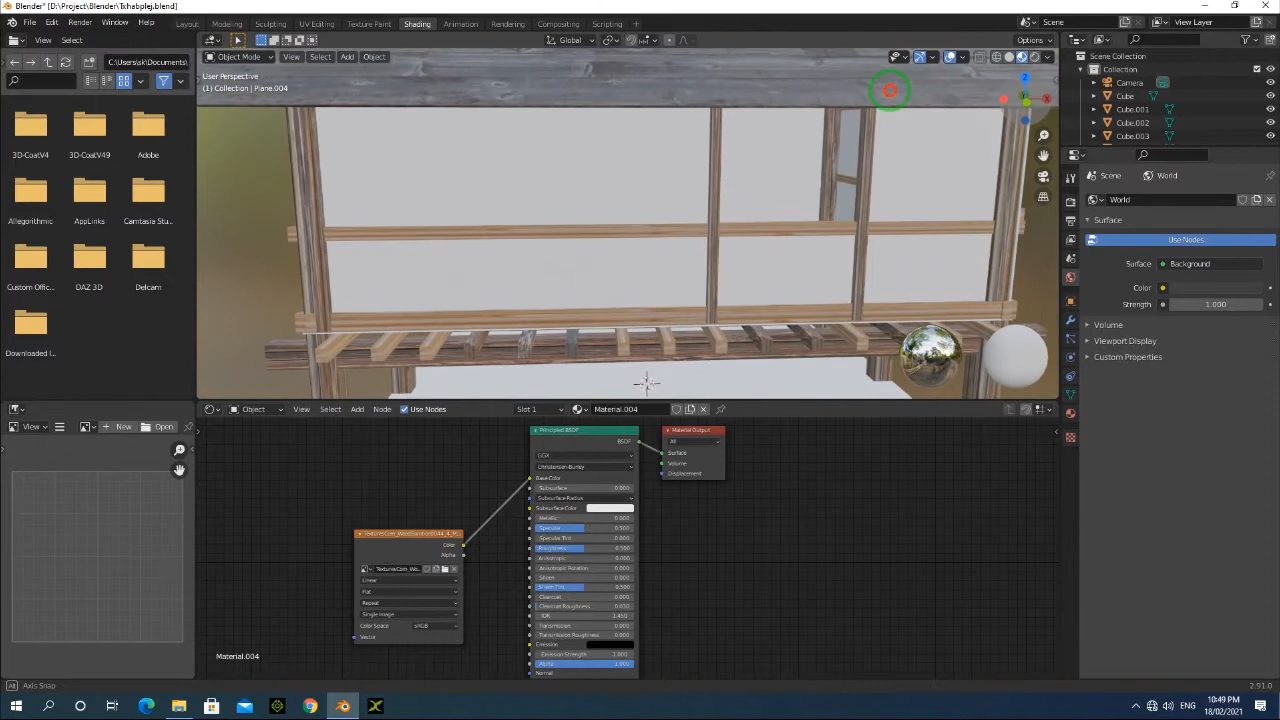 Blender* [D:\Project\Blender\Txhabplej.blend]
File Edit Render Window Help
Layout Modeling Sculpting UV Editing Texture Paint Shading Animation Rendering Compositing Scripting
Scene
View Layer
View Select
Global
Options
C:\Users\sk\Documents\
Object Mode View Select Add Object
User Perspective
(1) Collection | Plane.004
Z
X
Scene Collection
Collection
Camera
Cube
Cube.001
Cube.002
Cube.003
3D-CoatV4
3D-CoatV49
Adobe
Allegorithmic
AppLinks
Camtasia Stu...
Custom Offic...
DAZ 3D
Delcam
Downloaded I...
Scene
World
World
Surface
Use Nodes
Surface
Background
Color
Strength
1.000
Volume
Viewport Display
Custom Properties
View
New
Open
Object View Select Add Node Use Nodes
Slot 1
Material.004
Principled BSDF
BSDF
GGX
Christensen-Burley
Base Color
Subsurface 0.000
Subsurface Radius
Subsurface Color
Metallic 0.000
Specular 0.500
Specular Tint 0.000
Roughness 0.500
Anisotropic 0.000
Anisotropic Rotation 0.000
Sheen 0.000
Sheen Tint 0.500
Clearcoat 0.000
Clearcoat Roughness 0.030
IOR 1.450
Transmission 0.000
Transmission Roughness 0.000
Emission
Emission Strength 1.000
Alpha 1.000
Normal
Material Output
All
Surface
Volume
Displacement
TexturesCom_WoodBamboo0044_4_M...
Color
Alpha
TexturesCom_Wo...
Linear
Flat
Repeat
Single Image
Color Space
sRGB
Vector
Material.004
Axis Snap
2.91.0
ENG
10:49 PM
18/02/2021